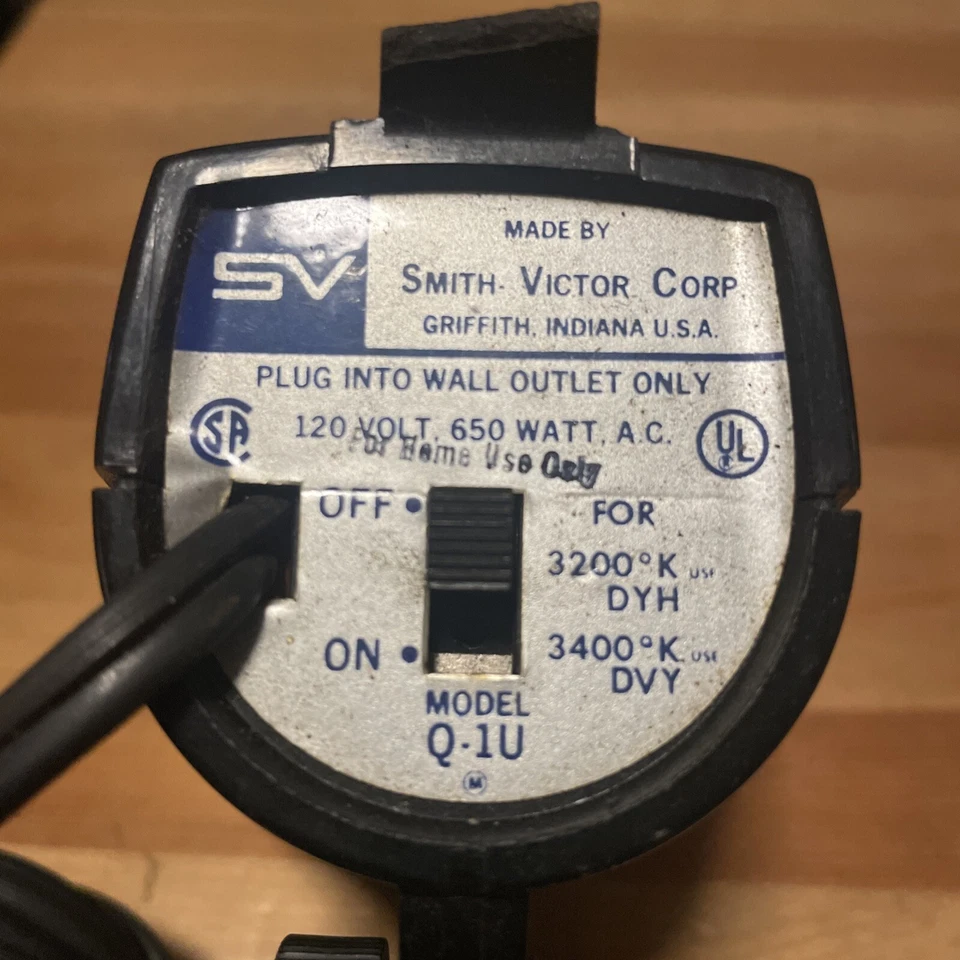 SV
MADE BY
SMITH-VICTOR CORP
GRIFFITH, INDIANA U.S.A.
PLUG INTO WALL OUTLET ONLY
SA
120 VOLT, 650 WATT, A.C.
UL
For Home Use Only
OFF •
FOR
3200°K USE
DYH
ON •
3400°K USE
DVY
MODEL
Q-1U
M